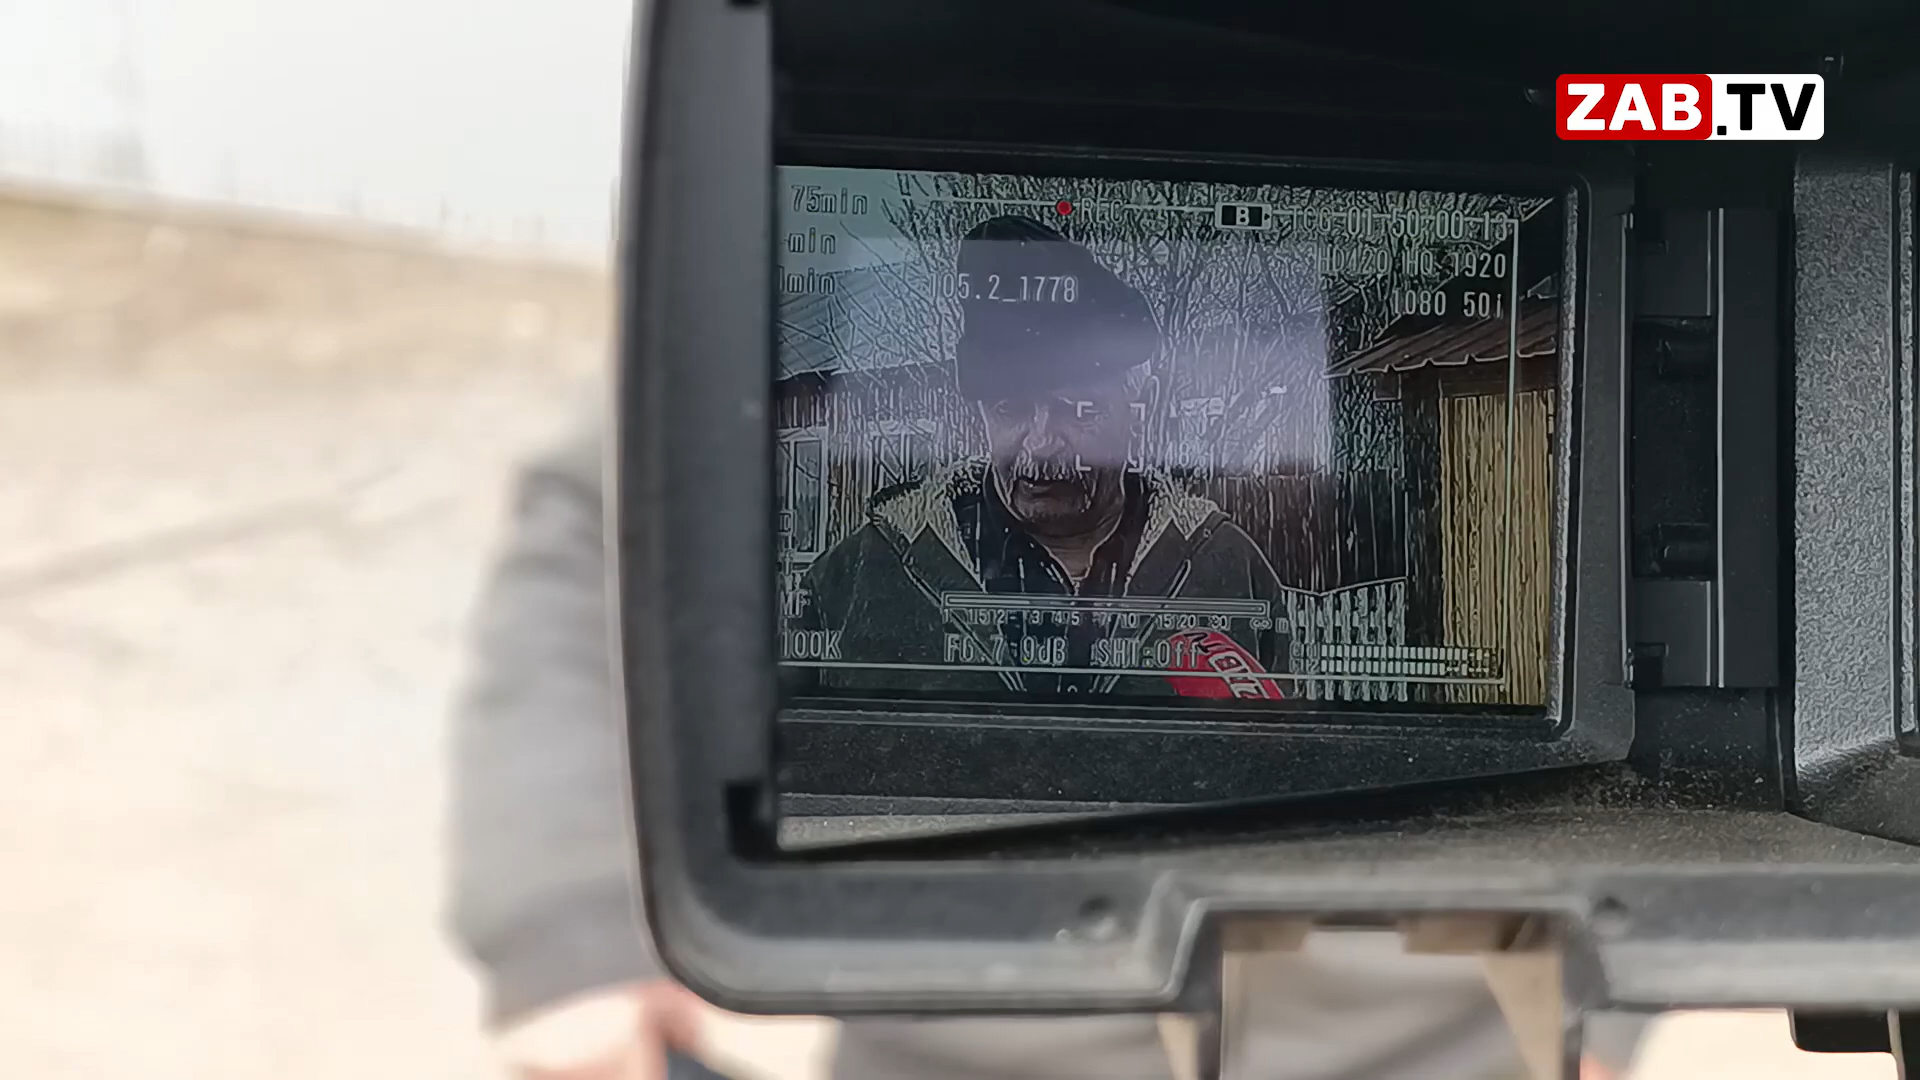 ZAB.TV
75min
REC
B
TCG 01:50:00:13
min
HD420 HQ 1920
min
105.2_1778
1080 50i
48%
MF
100K
F6.7 9dB SHT:Off